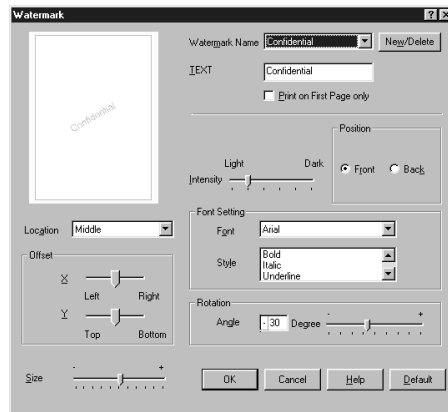 Watermark
Confidential
Watermark Name Confidential New/Delete
TEXT Confidential
Print on First Page only
Position
Light Dark
Intensity
Front Back
Location Middle
Font Setting
Font Arial
Style Bold
Italic
Underline
Offset
X
Left Right
Y
Top Bottom
Rotation
Angle - 30 Degree - +
Size - +
OK Cancel Help Default